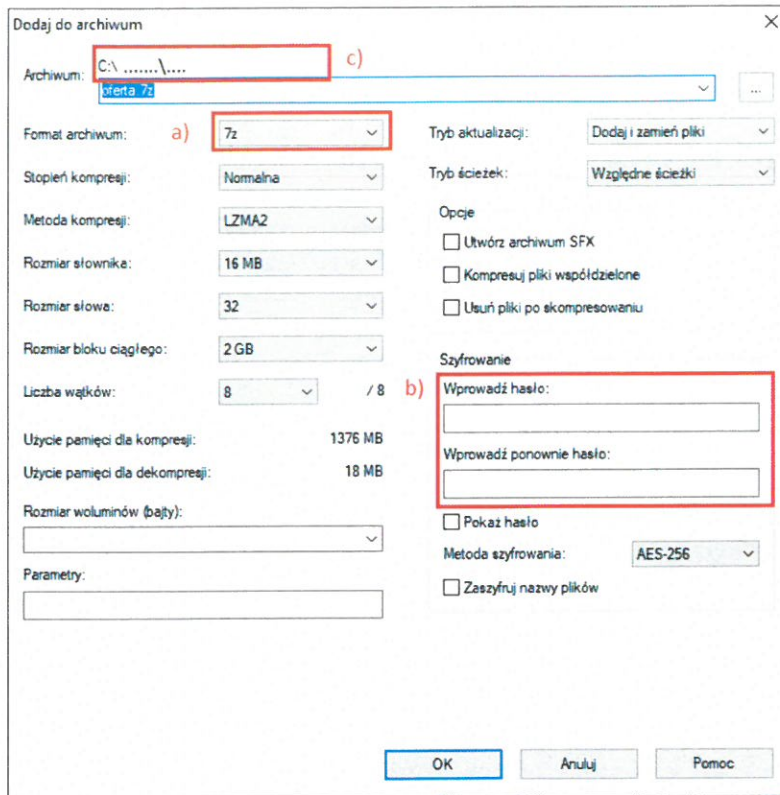 Dodaj do archiwum
Archiwum: C:\ .......\.... c)
oferta.7z ...
Format archiwum: a) 7z Tryb aktualizacji: Dodaj i zamień pliki
Stopień kompresji: Normalna Tryb ścieżek: Względne ścieżki
Metoda kompresji: LZMA2 Opcje
Utwórz archiwum SFX
Rozmiar słownika: 16 MB Kompresuj pliki współdzielone
Rozmiar słowa: 32 Usuń pliki po skompresowaniu
Rozmiar bloku ciągłego: 2 GB Szyfrowanie
Liczba wątków: 8 / 8 b) Wprowadź hasło:
Użycie pamięci dla kompresji: 1376 MB
Wprowadź ponownie hasło:
Użycie pamięci dla dekompresji: 18 MB
Rozmiar woluminów (bajty):
Pokaż hasło
Metoda szyfrowania: AES-256
Parametry:
Zaszyfruj nazwy plików
OK Anuluj Pomoc